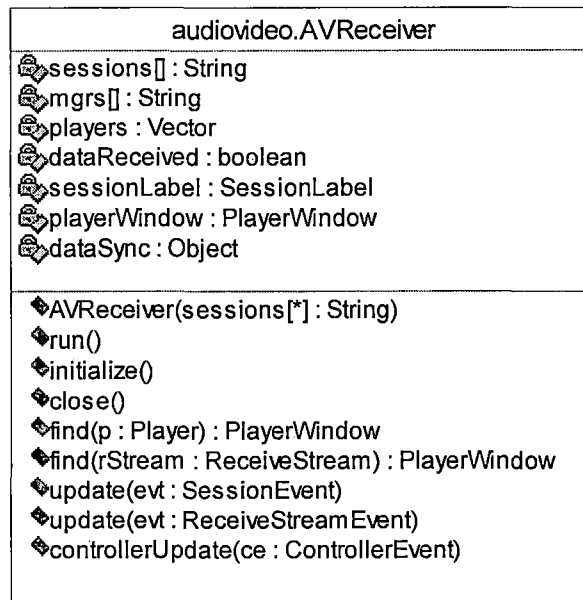 audiovideo.AVReceiver
sessions[] : String
mgrs[] : String
players : Vector
dataReceived : boolean
sessionLabel : SessionLabel
playerWindow : PlayerWindow
dataSync : Object
AVReceiver(sessions[*] : String)
run()
initialize()
close()
find(p : Player) : PlayerWindow
find(rStream : ReceiveStream) : PlayerWindow
update(evt : SessionEvent)
update(evt : ReceiveStreamEvent)
controllerUpdate(ce : ControllerEvent)